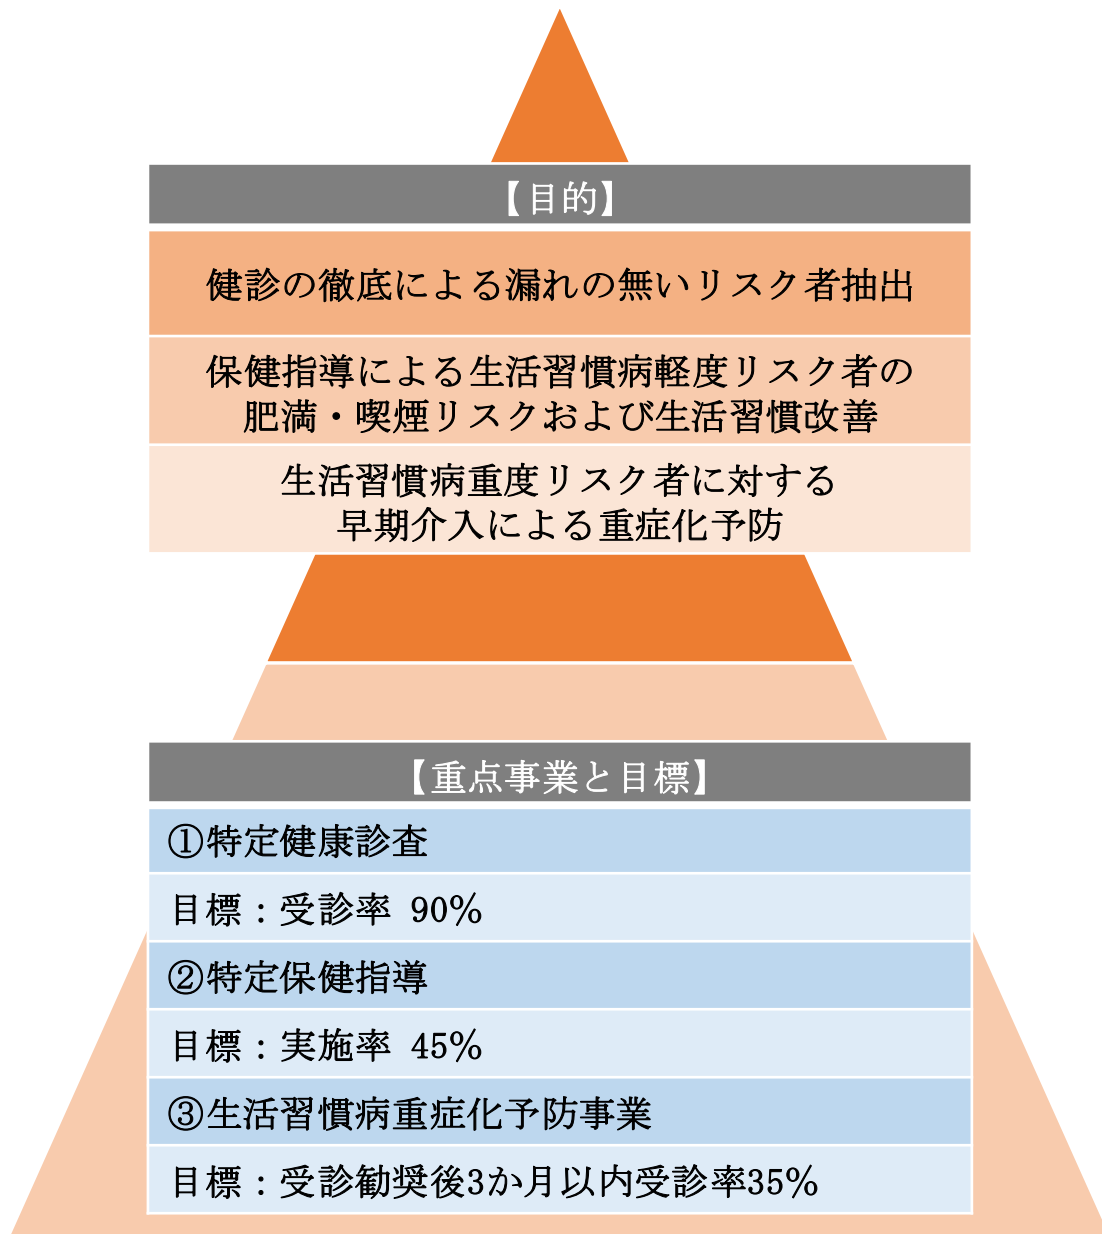 【目的】
健診の徹底による漏れの無いリスク者抽出
保健指導による生活習慣病軽度リスク者の
肥満・喫煙リスクおよび生活習慣改善
生活習慣病重度リスク者に対する
早期介入による重症化予防
【重点事業と目標】
①特定健康診査
目標：受診率 90%
②特定保健指導
目標：実施率 45%
③生活習慣病重症化予防事業
目標：受診勧奨後3か月以内受診率35%